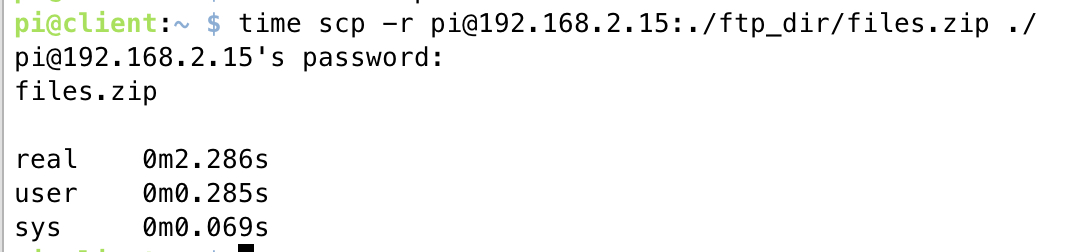 pi@client:~ $ time scp -r pi@192.168.2.15:./ftp_dir/files.zip ./
pi@192.168.2.15's password:
files.zip
real 0m2.286s
user 0m0.285s
sys 0m0.069s